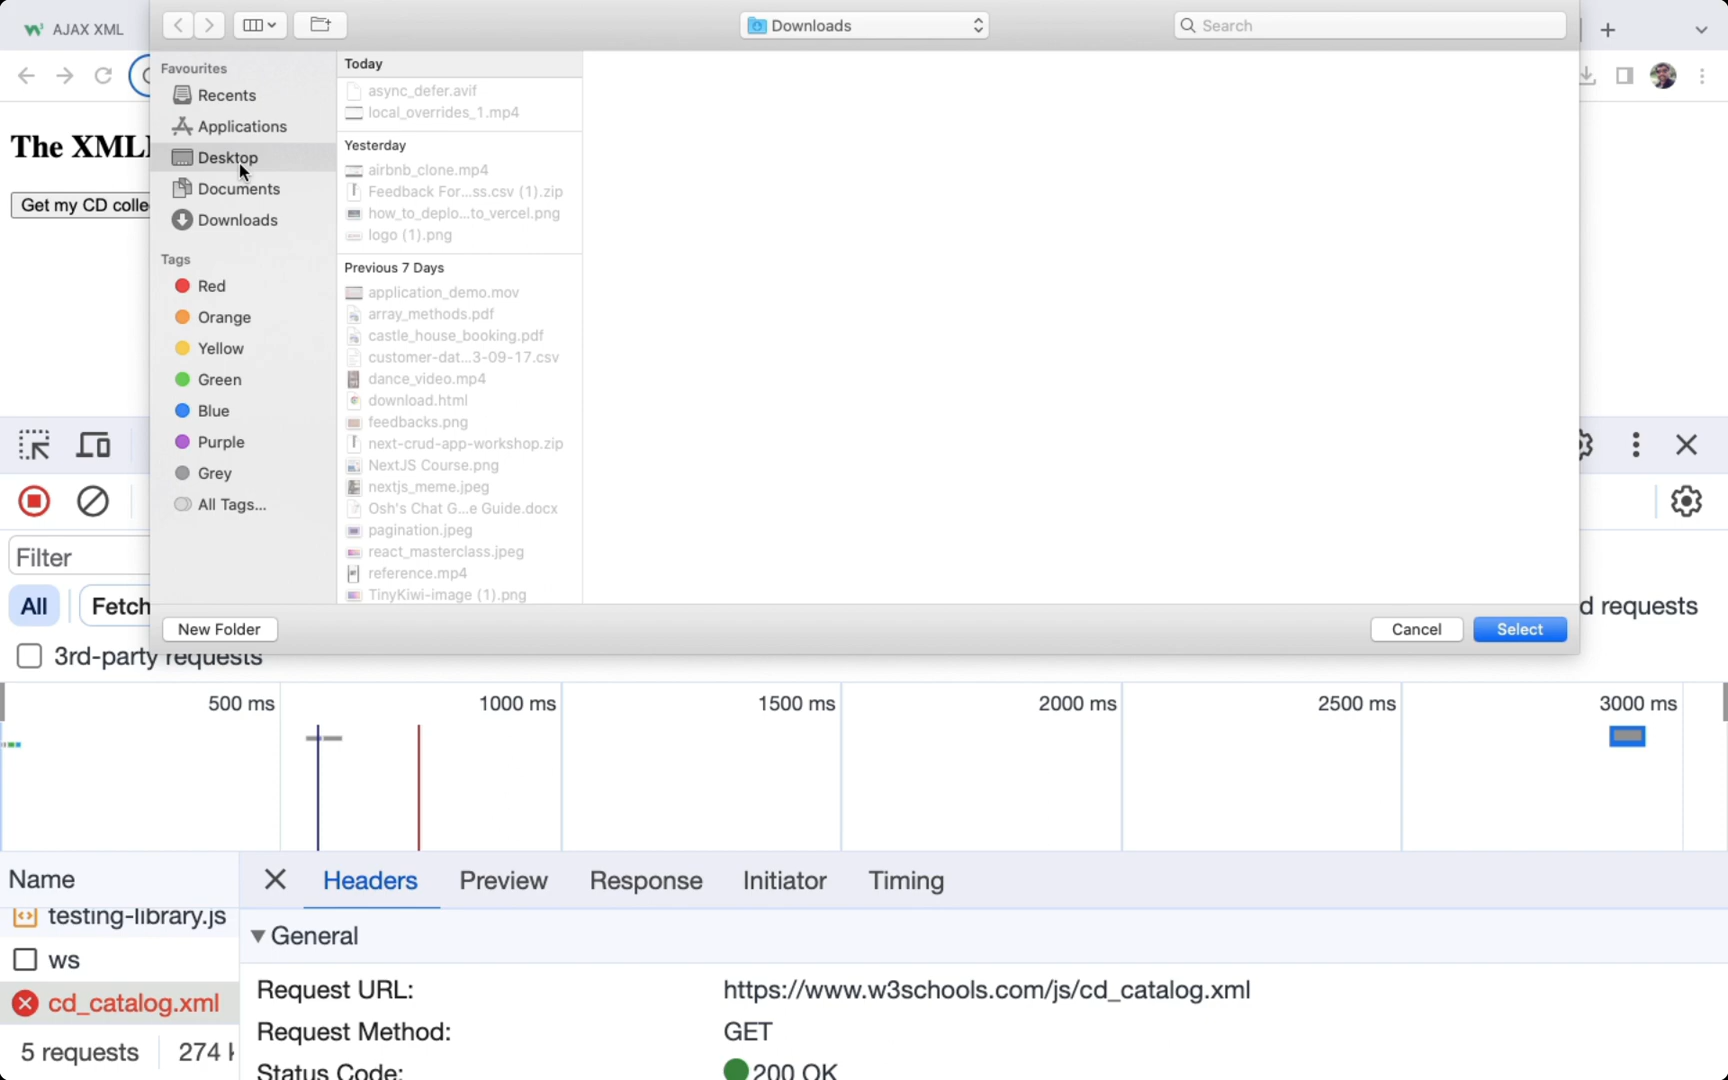 AJAX XML
Downloads
Search
The XML
Get my CD colle
Favourites
Recents
Applications
Desktop
Documents
Downloads
Tags
Red
Orange
Yellow
Green
Blue
Purple
Grey
All Tags...
Today
async_defer.avif
local_overrides_1.mp4
Yesterday
airbnb_clone.mp4
Feedback For...ss.csv (1).zip
how_to_deplo...to_vercel.png
logo (1).png
Previous 7 Days
application_demo.mov
array_methods.pdf
castle_house_booking.pdf
customer-dat...3-09-17.csv
dance_video.mp4
download.html
feedbacks.png
next-crud-app-workshop.zip
NextJS Course.png
nextjs_meme.jpeg
Osh's Chat G...e Guide.docx
pagination.jpeg
react_masterclass.jpeg
reference.mp4
TinyKiwi-image (1).png
New Folder
Cancel
Select
Filter
All
Fetch
d requests
3rd-party requests
500 ms
1000 ms
1500 ms
2000 ms
2500 ms
3000 ms
Name
Headers
Preview
Response
Initiator
Timing
testing-library.js
ws
cd_catalog.xml
5 requests
274 k
General
Request URL:
https://www.w3schools.com/js/cd_catalog.xml
Request Method:
GET
Status Code:
200 OK